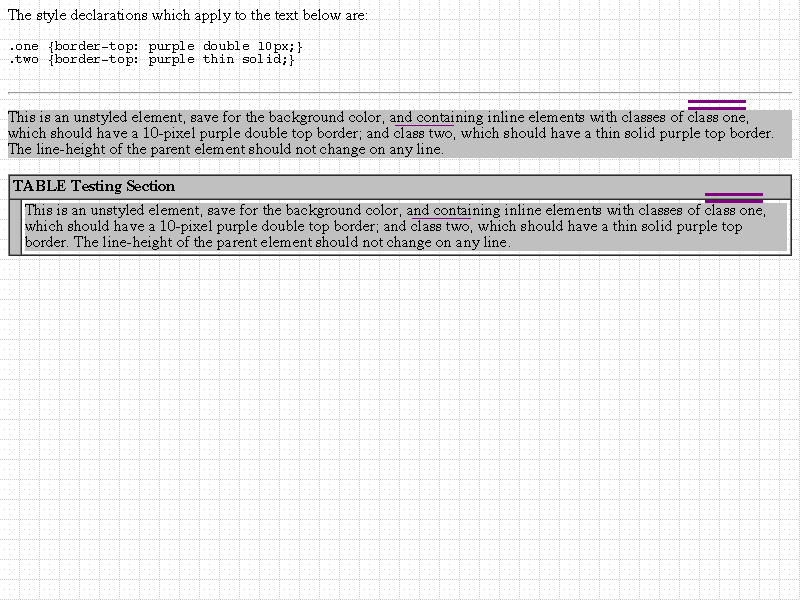 The style declarations which apply to the text below are:
.one {border-top: purple double 10px;}
.two {border-top: purple thin solid;}
This is an unstyled element, save for the background color, and containing inline elements with classes of class one,
which should have a 10-pixel purple double top border; and class two, which should have a thin solid purple top border.
The line-height of the parent element should not change on any line.
TABLE Testing Section
This is an unstyled element, save for the background color, and containing inline elements with classes of class one,
which should have a 10-pixel purple double top border; and class two, which should have a thin solid purple top
border. The line-height of the parent element should not change on any line.